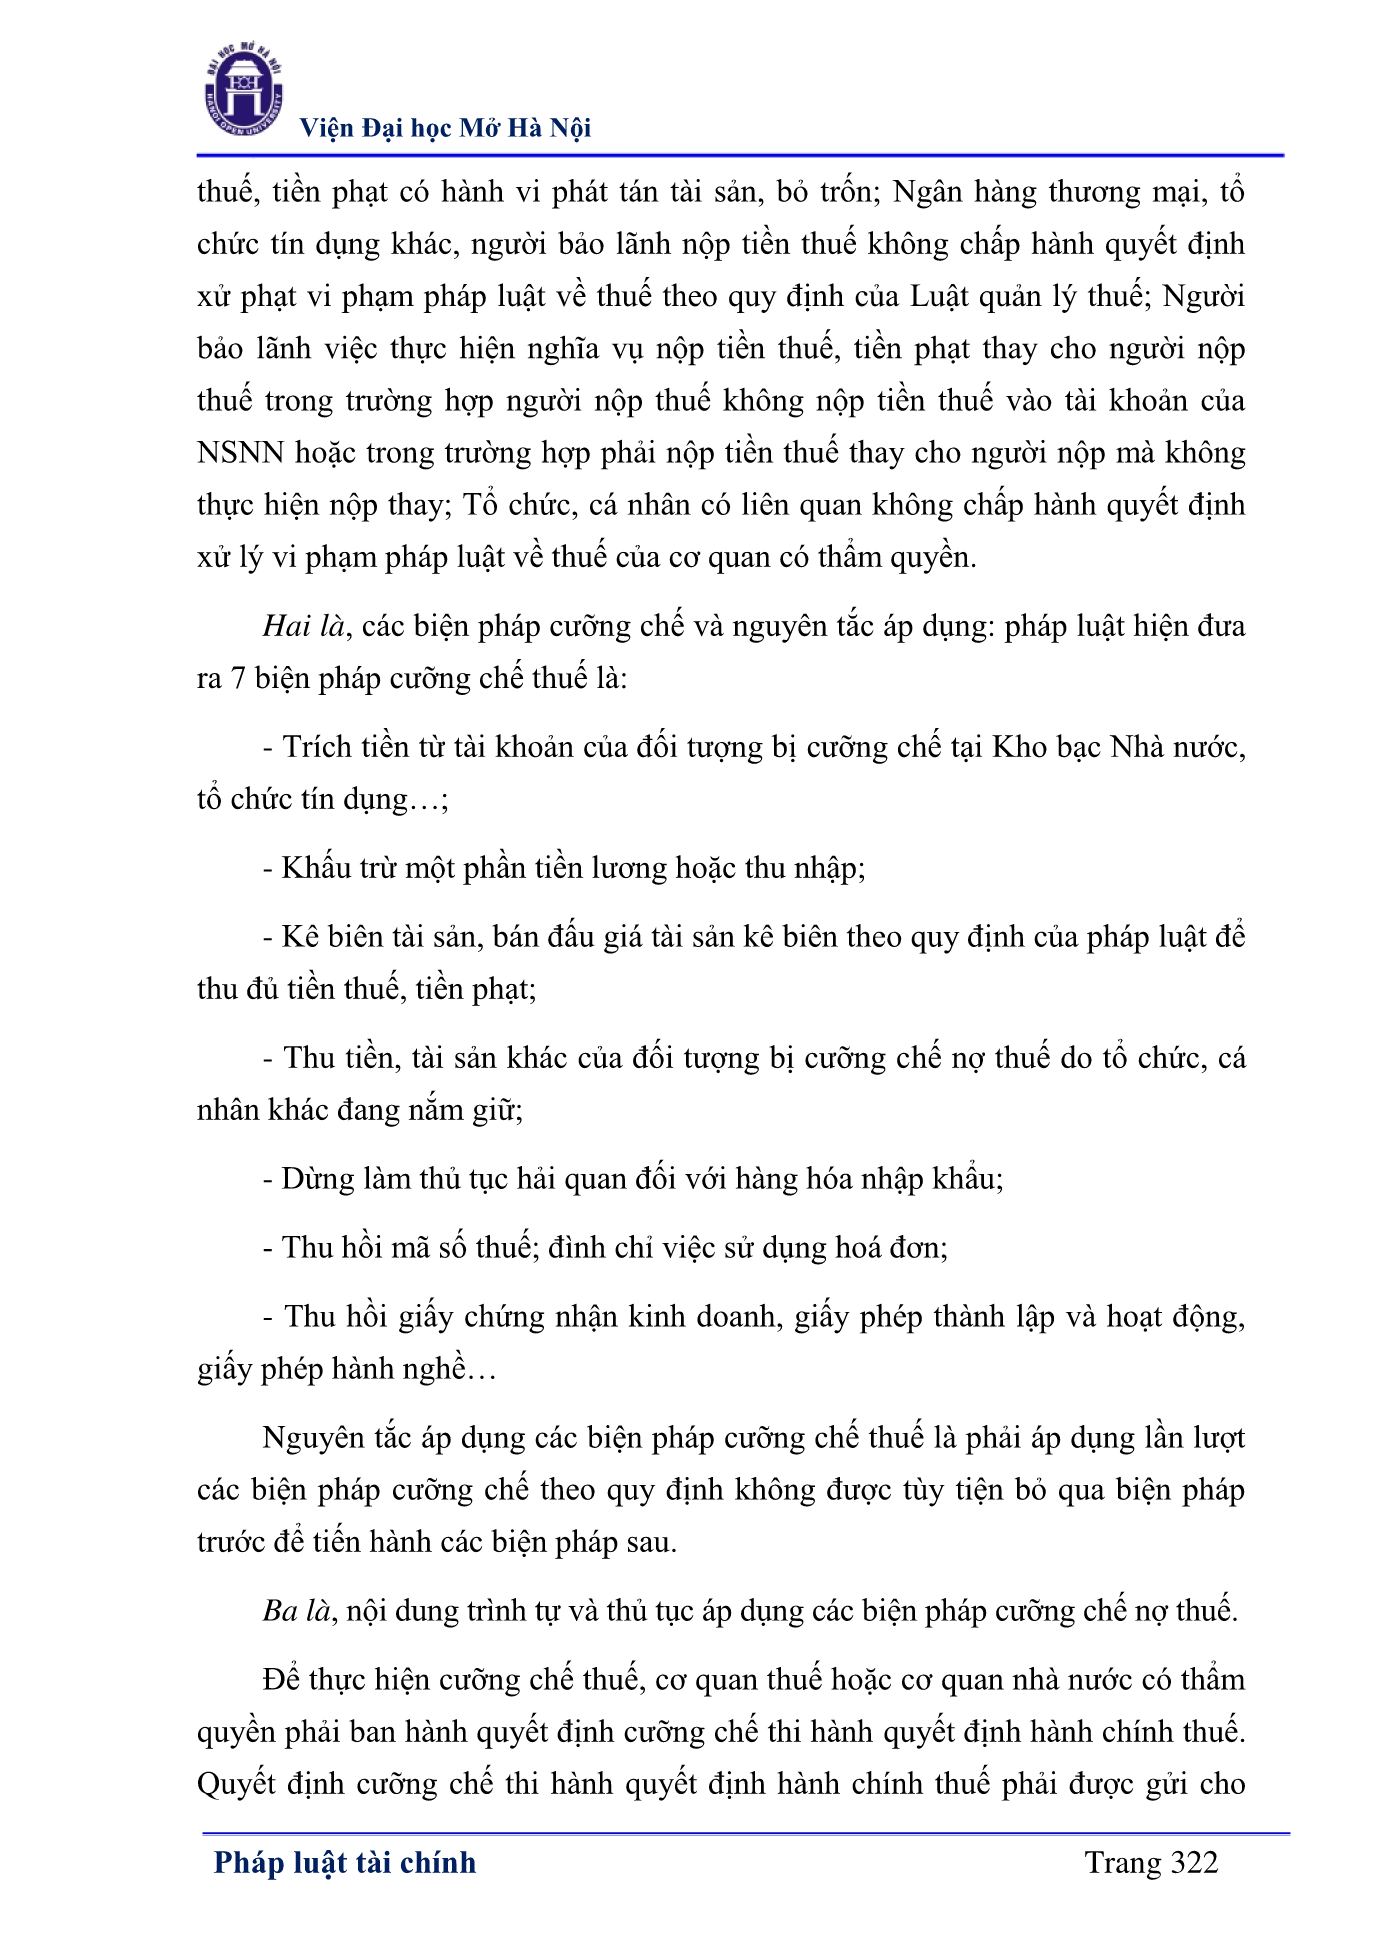 ĐẠI HỌC MỞ HÀ NỘI
HANOI OPEN UNIVERSITY
Viện Đại học Mở Hà Nội
thuế, tiền phạt có hành vi phát tán tài sản, bỏ trốn; Ngân hàng thương mại, tổ
chức tín dụng khác, người bảo lãnh nộp tiền thuế không chấp hành quyết định
xử phạt vi phạm pháp luật về thuế theo quy định của Luật quản lý thuế; Người
bảo lãnh việc thực hiện nghĩa vụ nộp tiền thuế, tiền phạt thay cho người nộp
thuế trong trường hợp người nộp thuế không nộp tiền thuế vào tài khoản của
NSNN hoặc trong trường hợp phải nộp tiền thuế thay cho người nộp mà không
thực hiện nộp thay; Tổ chức, cá nhân có liên quan không chấp hành quyết định
xử lý vi phạm pháp luật về thuế của cơ quan có thẩm quyền.
Hai là, các biện pháp cưỡng chế và nguyên tắc áp dụng: pháp luật hiện đưa
ra 7 biện pháp cưỡng chế thuế là:
- Trích tiền từ tài khoản của đối tượng bị cưỡng chế tại Kho bạc Nhà nước,
tổ chức tín dụng…;
- Khấu trừ một phần tiền lương hoặc thu nhập;
- Kê biên tài sản, bán đấu giá tài sản kê biên theo quy định của pháp luật để
thu đủ tiền thuế, tiền phạt;
- Thu tiền, tài sản khác của đối tượng bị cưỡng chế nợ thuế do tổ chức, cá
nhân khác đang nắm giữ;
- Dừng làm thủ tục hải quan đối với hàng hóa nhập khẩu;
- Thu hồi mã số thuế; đình chỉ việc sử dụng hoá đơn;
- Thu hồi giấy chứng nhận kinh doanh, giấy phép thành lập và hoạt động,
giấy phép hành nghề…
Nguyên tắc áp dụng các biện pháp cưỡng chế thuế là phải áp dụng lần lượt
các biện pháp cưỡng chế theo quy định không được tùy tiện bỏ qua biện pháp
trước để tiến hành các biện pháp sau.
Ba là, nội dung trình tự và thủ tục áp dụng các biện pháp cưỡng chế nợ thuế.
Để thực hiện cưỡng chế thuế, cơ quan thuế hoặc cơ quan nhà nước có thẩm
quyền phải ban hành quyết định cưỡng chế thi hành quyết định hành chính thuế.
Quyết định cưỡng chế thi hành quyết định hành chính thuế phải được gửi cho
Pháp luật tài chính
Trang 322